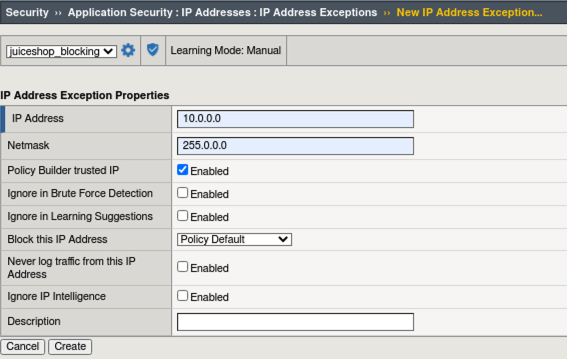 Security ›› Application Security : IP Addresses : IP Address Exceptions ›› New IP Address Exception...
juiceshop_blocking Learning Mode: Manual
IP Address Exception Properties
IP Address 10.0.0.0
Netmask 255.0.0.0
Policy Builder trusted IP Enabled
Ignore in Brute Force Detection Enabled
Ignore in Learning Suggestions Enabled
Block this IP Address Policy Default
Never log traffic from this IP
Address Enabled
Ignore IP Intelligence Enabled
Description
Cancel Create